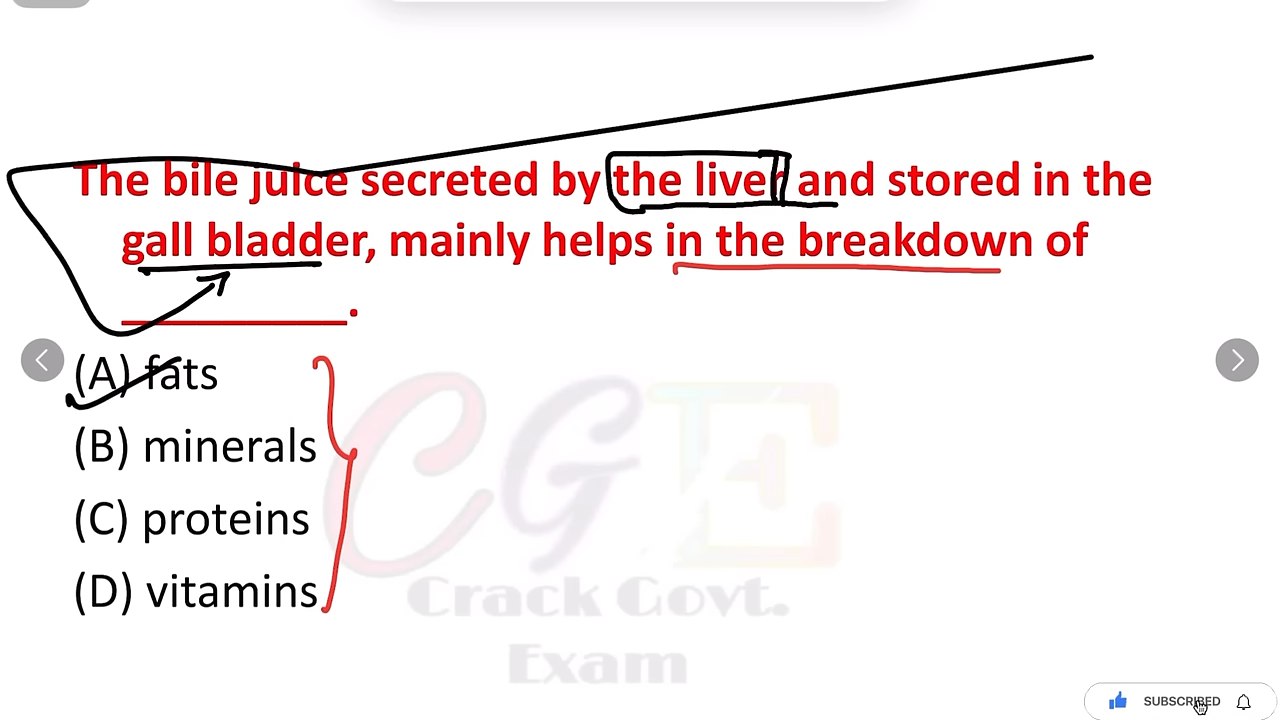 The bile juice secreted by the liver and stored in the
gall bladder, mainly helps in the breakdown of
__________.
(A) fats
(B) minerals
(C) proteins
(D) vitamins
CGE
Crack Govt.
Exam
SUBSCRIBED